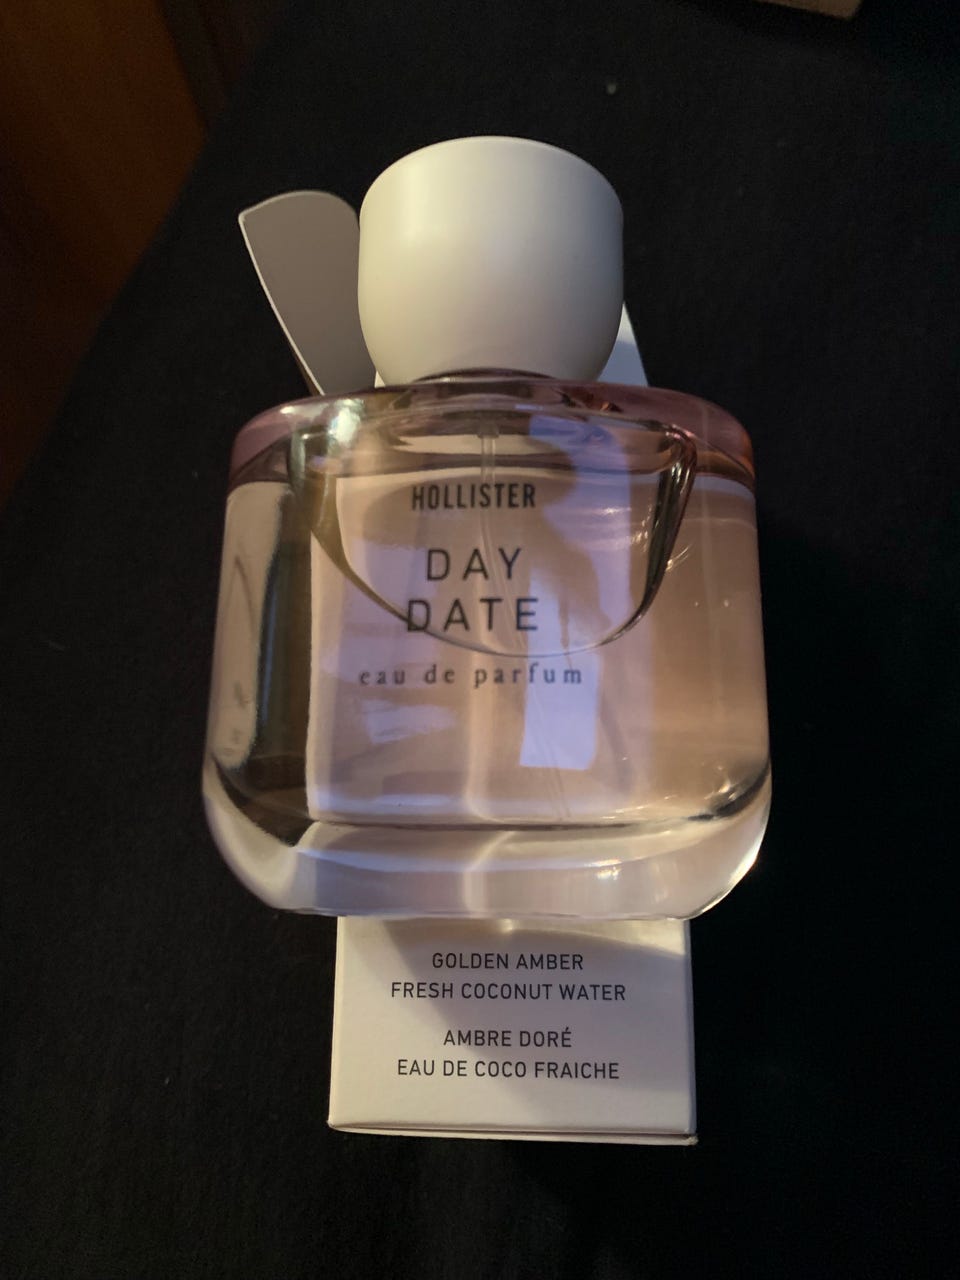 HOLLISTER
DAY
DATE
eau de parfum
GOLDEN AMBER
FRESH COCONUT WATER
AMBRE DORÉ
EAU DE COCO FRAICHE